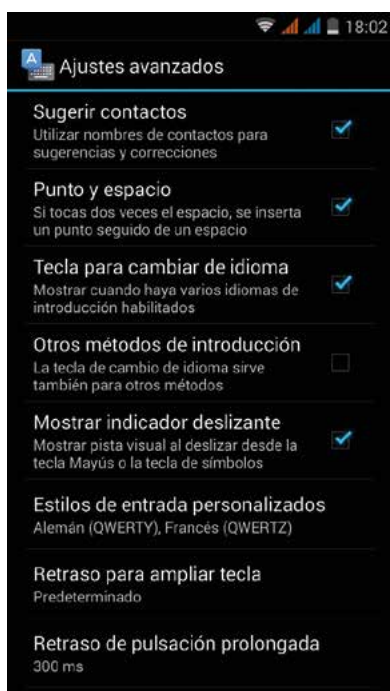 18:02
A
Ajustes avanzados
Sugerir contactos
Utilizar nombres de contactos para
sugerencias y correcciones
Punto y espacio
Si tocas dos veces el espacio, se inserta
un punto seguido de un espacio
Tecla para cambiar de idioma
Mostrar cuando haya varios idiomas de
introducción habilitados
Otros métodos de introducción
La tecla de cambio de idioma sirve
también para otros métodos
Mostrar indicador deslizante
Mostrar pista visual al deslizar desde la
tecla Mayús o la tecla de símbolos
Estilos de entrada personalizados
Alemán (QWERTY), Francés (QWERTZ)
Retraso para ampliar tecla
Predeterminado
Retraso de pulsación prolongada
300 ms